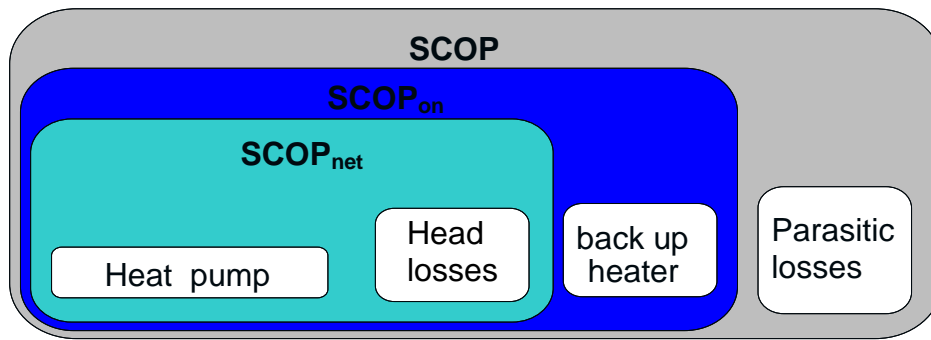 SCOP
SCOPon
SCOPnet
Heat pump
Head
losses
back up
heater
Parasitic
losses